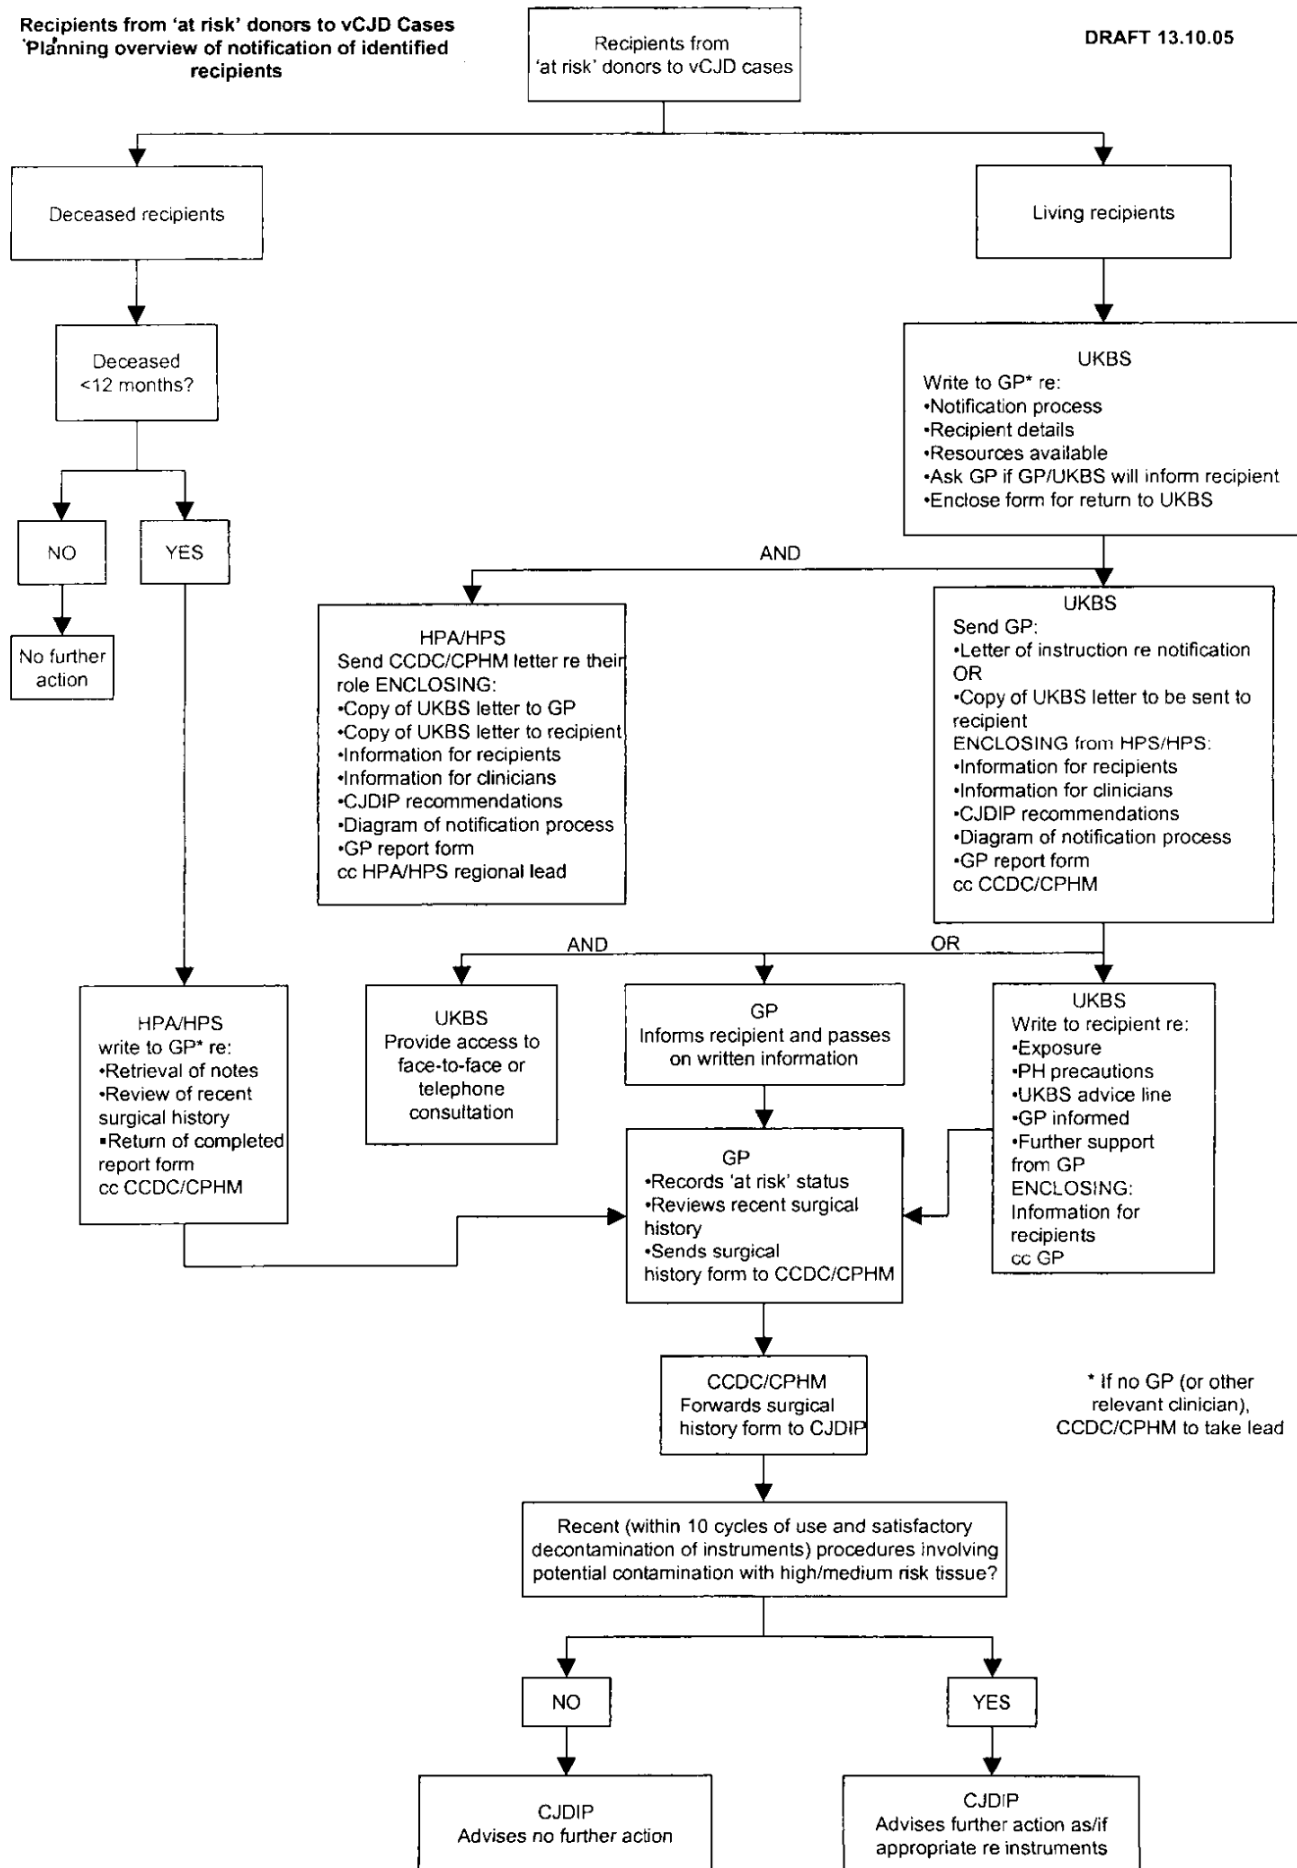 Recipients from 'at risk' donors to vCJD Cases
Planning overview of notification of identified
recipients
DRAFT 13.10.05
Recipients from
'at risk' donors to vCJD cases
Deceased recipients
Living recipients
Deceased
<12 months?
NO
YES
No further
action
UKBS
Write to GP* re:
•Notification process
•Recipient details
•Resources available
•Ask GP if GP/UKBS will inform recipient
•Enclose form for return to UKBS
AND
HPA/HPS
Send CCDC/CPHM letter re their
role ENCLOSING:
•Copy of UKBS letter to GP
•Copy of UKBS letter to recipient
•Information for recipients
•Information for clinicians
•CJDIP recommendations
•Diagram of notification process
•GP report form
cc HPA/HPS regional lead
UKBS
Send GP:
•Letter of instruction re notification
OR
•Copy of UKBS letter to be sent to
recipient
ENCLOSING from HPS/HPS:
•Information for recipients
•Information for clinicians
•CJDIP recommendations
•Diagram of notification process
•GP report form
cc CCDC/CPHM
AND
OR
HPA/HPS
write to GP* re:
•Retrieval of notes
•Review of recent
surgical history
▪Return of completed
report form
cc CCDC/CPHM
UKBS
Provide access to
face-to-face or
telephone
consultation
GP
Informs recipient and passes
on written information
UKBS
Write to recipient re:
•Exposure
•PH precautions
•UKBS advice line
•GP informed
•Further support
from GP
ENCLOSING:
Information for
recipients
cc GP
GP
•Records 'at risk' status
•Reviews recent surgical
history
•Sends surgical
history form to CCDC/CPHM
CCDC/CPHM
Forwards surgical
history form to CJDIP
* If no GP (or other
relevant clinician),
CCDC/CPHM to take lead
Recent (within 10 cycles of use and satisfactory
decontamination of instruments) procedures involving
potential contamination with high/medium risk tissue?
NO
YES
CJDIP
Advises no further action
CJDIP
Advises further action as/if
appropriate re instruments